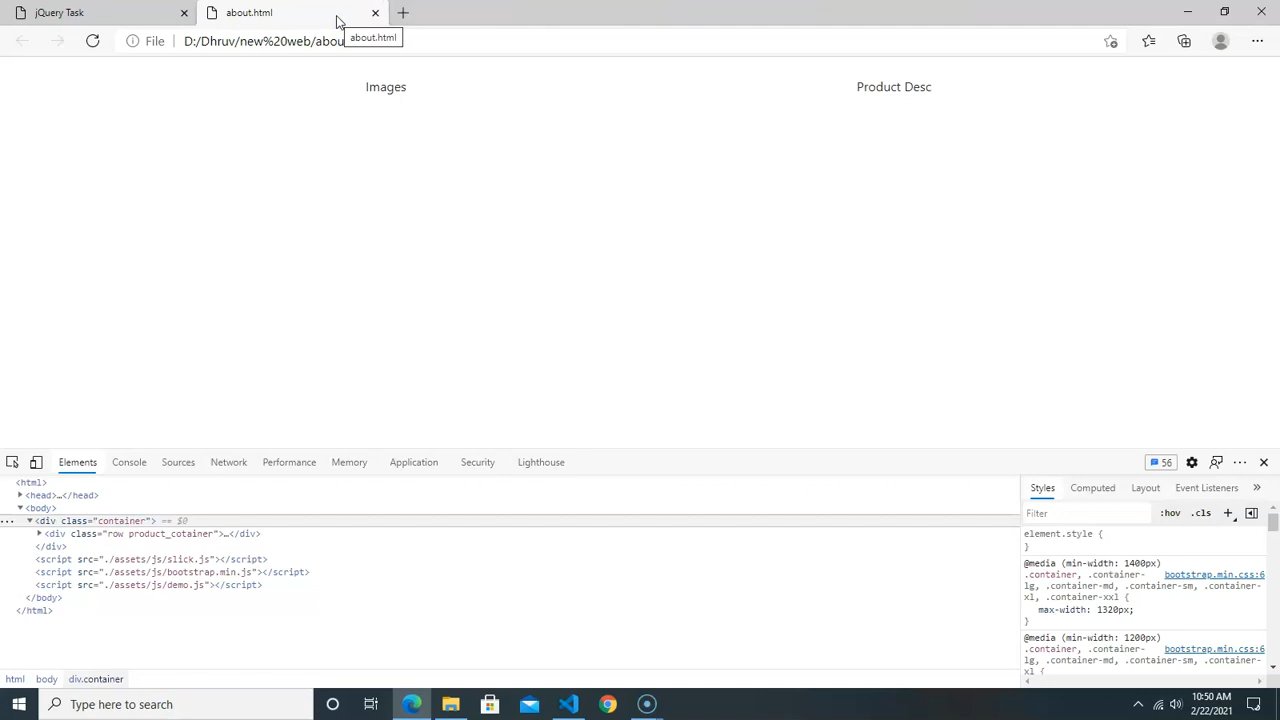 jQuery Task
about.html
File
D:/Dhruv/new%20web/abou
about.html
Images
Product Desc
Elements
Console
Sources
Network
Performance
Memory
Application
Security
Lighthouse
56
<html>
<head>…</head>
<body>
... <div class="container"> == $0
<div class="row product_cotainer">…</div>
</div>
<script src="./assets/js/slick.js"></script>
<script src="./assets/js/bootstrap.min.js"></script>
<script src="./assets/js/demo.js"></script>
</body>
</html>
html
body
div.container
Styles
Computed
Layout
Event Listeners
Filter
:hov
.cls
element.style {
}
@media (min-width: 1400px)
.container, .container- bootstrap.min.css:6
lg, .container-md, .container-sm, .container-
xl, .container-xxl {
max-width: 1320px;
}
@media (min-width: 1200px)
.container, .container- bootstrap.min.css:6
lg, .container-md, .container-sm, .container-
xl {
Type here to search
10:50 AM
2/22/2021